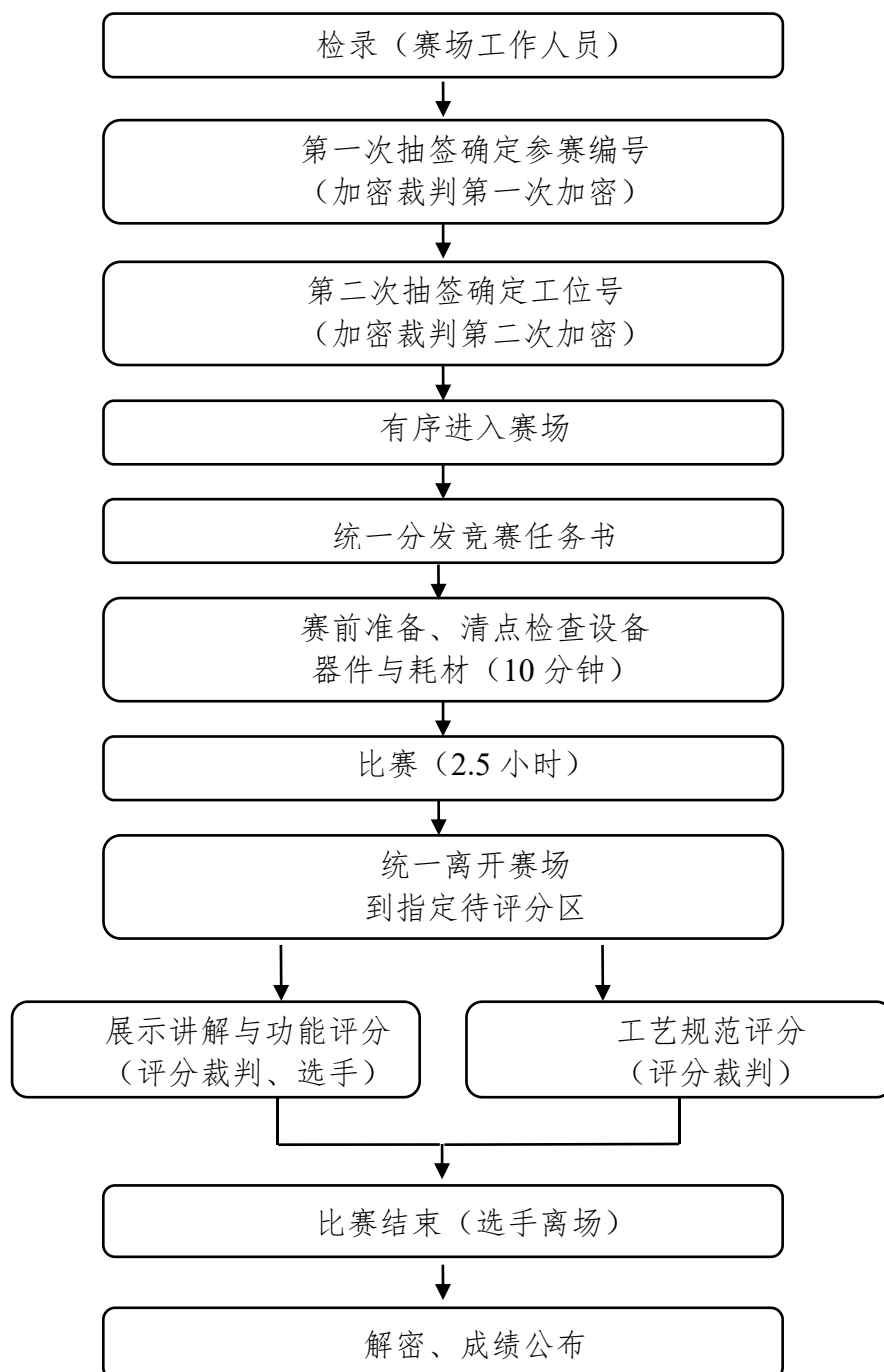 检录（赛场工作人员）
第一次抽签确定参赛编号
（加密裁判第一次加密）
第二次抽签确定工位号
（加密裁判第二次加密）
有序进入赛场
统一分发竞赛任务书
赛前准备、清点检查设备
器件与耗材（10 分钟）
比赛（2.5 小时）
统一离开赛场
到指定待评分区
展示讲解与功能评分
（评分裁判、选手）
工艺规范评分
（评分裁判）
比赛结束（选手离场）
解密、成绩公布